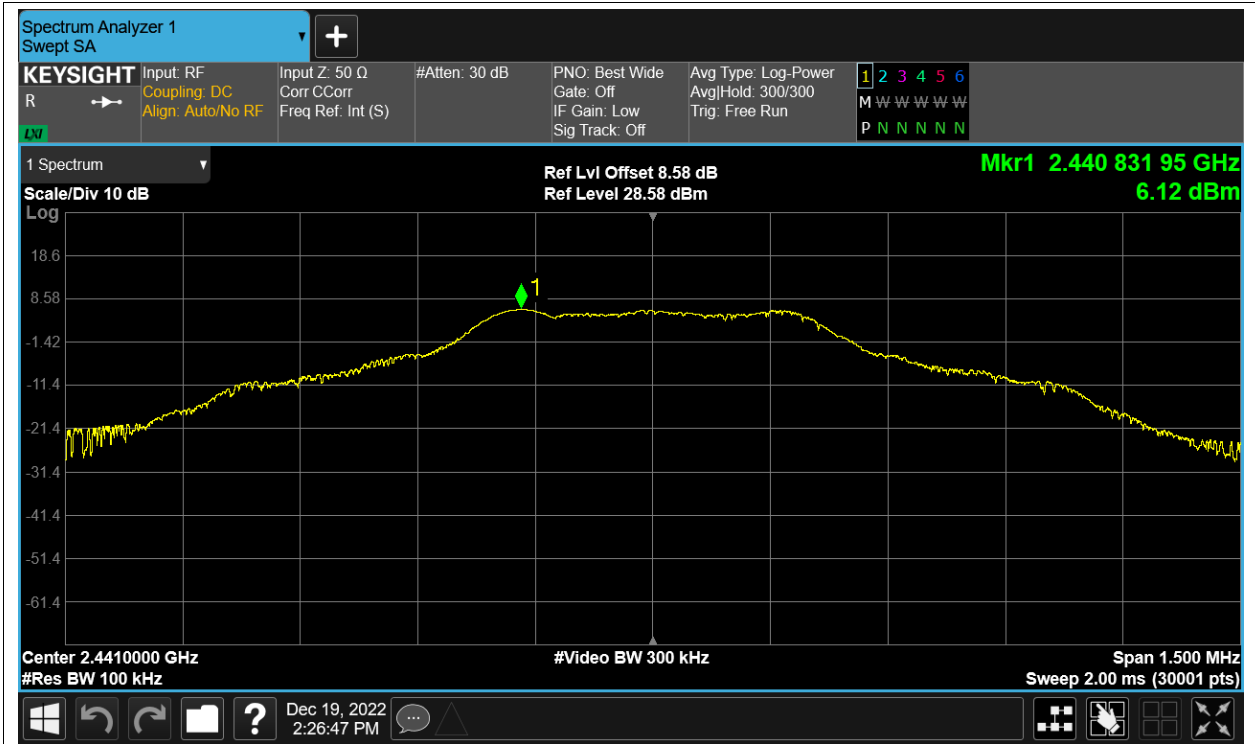 Spectrum Analyzer 1
Swept SA
KEYSIGHT
R
LXI
Input: RF
Coupling: DC
Align: Auto/No RF
Input Z: 50 Ω
Corr CCorr
Freq Ref: Int (S)
#Atten: 30 dB
PNO: Best Wide
Gate: Off
IF Gain: Low
Sig Track: Off
Avg Type: Log-Power
Avg|Hold: 300/300
Trig: Free Run
1 2 3 4 5 6
M W W W W W
P N N N N N
1 Spectrum
Scale/Div 10 dB
Log
Ref Lvl Offset 8.58 dB
Ref Level 28.58 dBm
Mkr1 2.440 831 95 GHz
6.12 dBm
18.6
8.58
-1.42
-11.4
-21.4
-31.4
-41.4
-51.4
-61.4
1
Center 2.4410000 GHz
#Res BW 100 kHz
#Video BW 300 kHz
Span 1.500 MHz
Sweep 2.00 ms (30001 pts)
?
Dec 19, 2022
2:26:47 PM